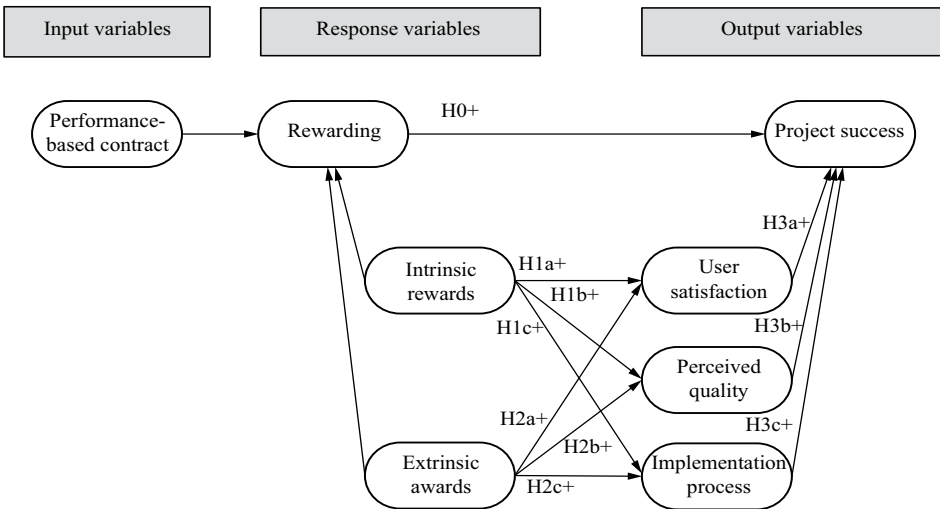 Input variables
Response variables
Output variables
H0+
Performance-
based contract
Rewarding
Project success
H3a+
Intrinsic
rewards
H1a+
H1b+
H1c+
User
satisfaction
H3b+
Perceived
quality
H2a+
H2b+
H2c+
H3c+
Extrinsic
awards
Implementation
process